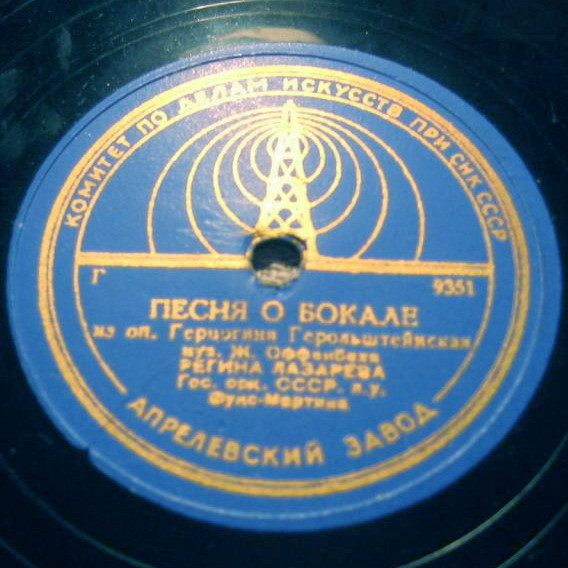 КОМИТЕТ ПО ДЕЛАМ ИСКУССТВ ПРИ СНК СССР
Г 9351
ПЕСНЯ О БОКАЛЕ
из оп. Герцогиня Герольштейнская
муз. Ж. Оффенбаха
РЕГИНА ЛАЗАРЕВА
Гос. орк. СССР, п.у.
Фукс-Мартина
АПРЕЛЕВСКИЙ ЗАВОД